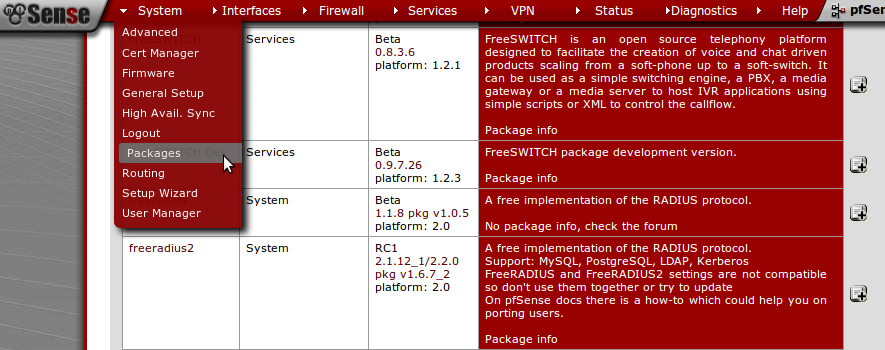 Sense
System
Interfaces
Firewall
Services
VPN
Status
Diagnostics
Help
pfSen
Advanced
Cert Manager
Firmware
General Setup
High Avail. Sync
Logout
Packages
Routing
Setup Wizard
User Manager
Services
Beta
0.8.3.6
platform: 1.2.1
FreeSWITCH is an open source telephony platform
designed to facilitate the creation of voice and chat driven
products scaling from a soft-phone up to a soft-switch. It
can be used as a simple switching engine, a PBX, a media
gateway or a media server to host IVR applications using
simple scripts or XML to control the callflow.
Package info
Services
Beta
0.9.7.26
platform: 1.2.3
FreeSWITCH package development version.
Package info
System
Beta
1.1.8 pkg v1.0.5
platform: 2.0
A free implementation of the RADIUS protocol.
No package info, check the forum
freeradius2
System
RC1
2.1.12_1/2.2.0
pkg v1.6.7_2
platform: 2.0
A free implementation of the RADIUS protocol.
Support: MySQL, PostgreSQL, LDAP, Kerberos
FreeRADIUS and FreeRADIUS2 settings are not compatible
so don't use them together or try to update
On pfSense docs there is a how-to which could help you on
porting users.
Package info